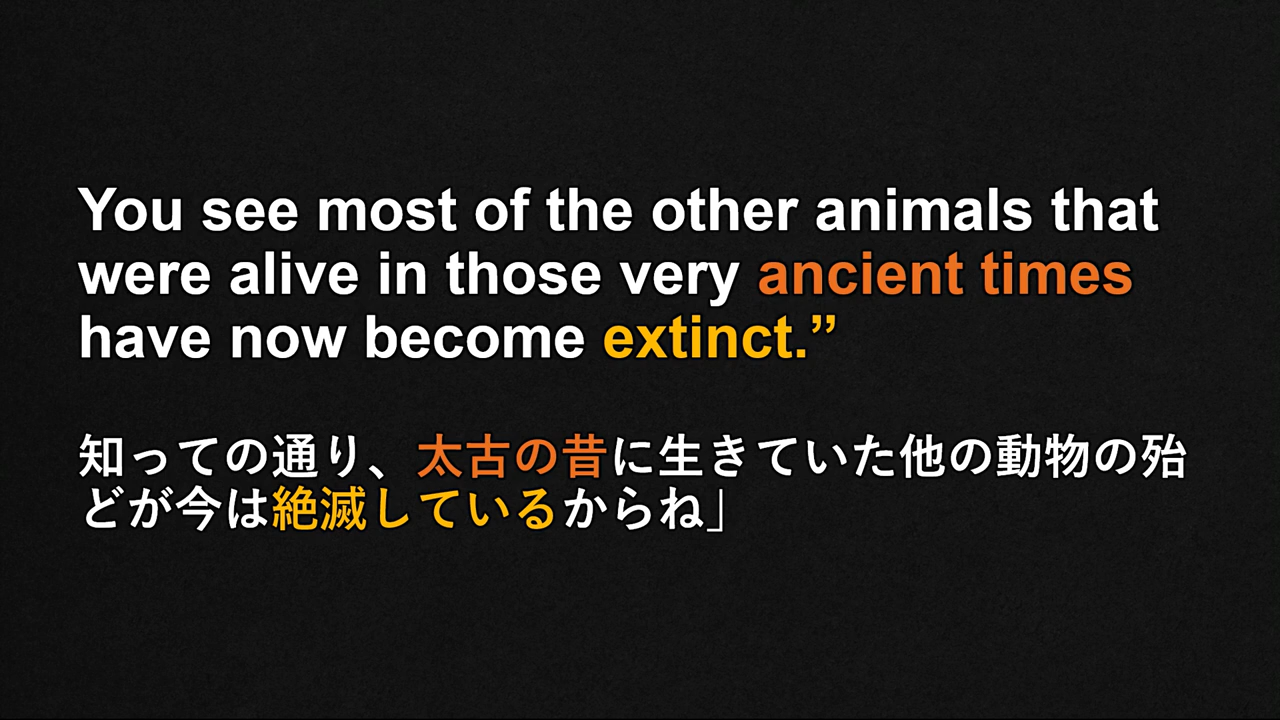 You see most of the other animals that
were alive in those very ancient times
have now become extinct.”
知っての通り、太古の昔に生きていた他の動物の殆
どが今は絶滅しているからね」